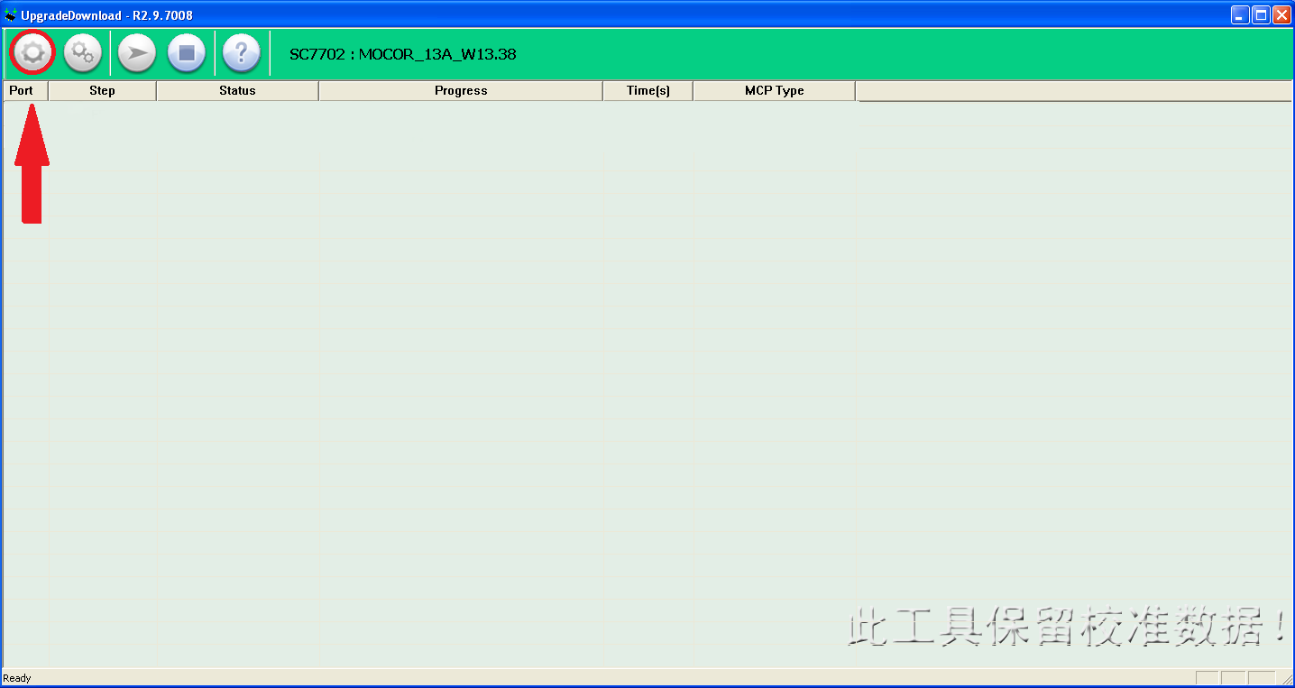 UpgradeDownload - R2.9.7008
SC7702 : MOCOR_13A_W13.38
Port Step Status Progress Time(s) MCP Type
此工具保留校准数据!
Ready